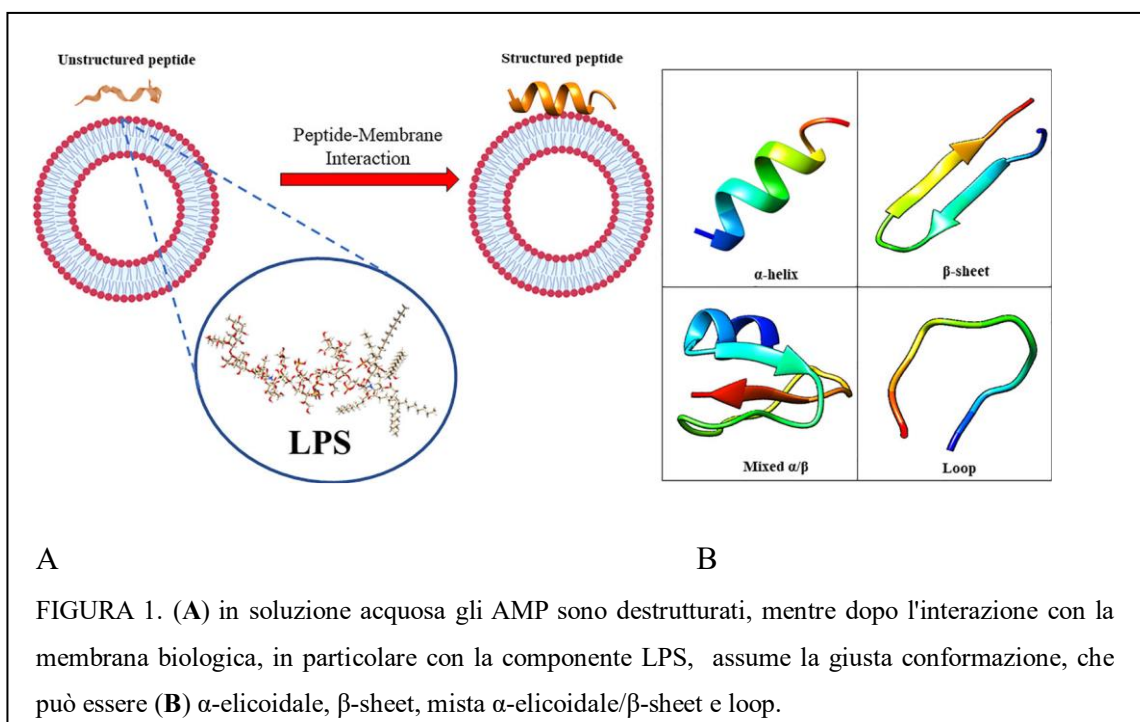 Unstructured peptide
Structured peptide
Peptide-Membrane
Interaction
LPS
α-helix
β-sheet
Mixed α/β
Loop
A
B
FIGURA 1. (A) in soluzione acquosa gli AMP sono destrutturati, mentre dopo l'interazione con la
membrana biologica, in particolare con la componente LPS, assume la giusta conformazione, che
può essere (B) α-elicoidale, β-sheet, mista α-elicoidale/β-sheet e loop.